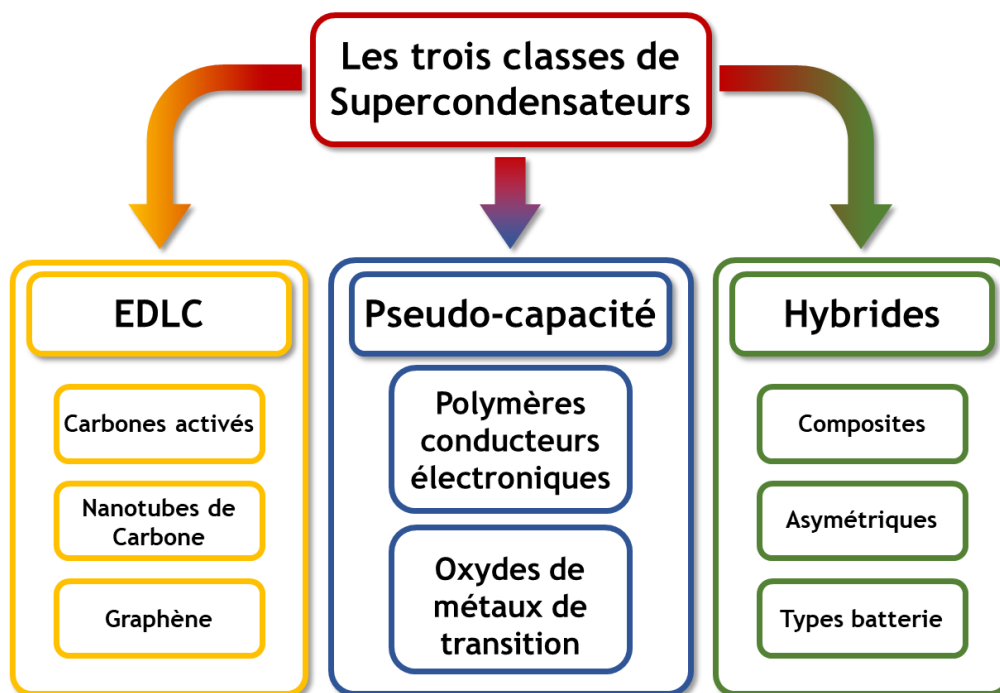 Les trois classes de
Supercondensateurs
EDLC
Carbones activés
Nanotubes de
Carbone
Graphène
Pseudo-capacité
Polymères
conducteurs
électroniques
Oxydes de
métaux de
transition
Hybrides
Composites
Asymétriques
Types batterie